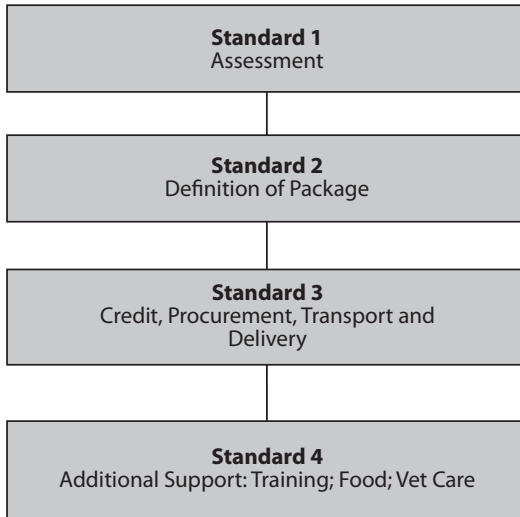 Standard 1
Assessment
Standard 2
Definition of Package
Standard 3
Credit, Procurement, Transport and
Delivery
Standard 4
Additional Support: Training; Food; Vet Care